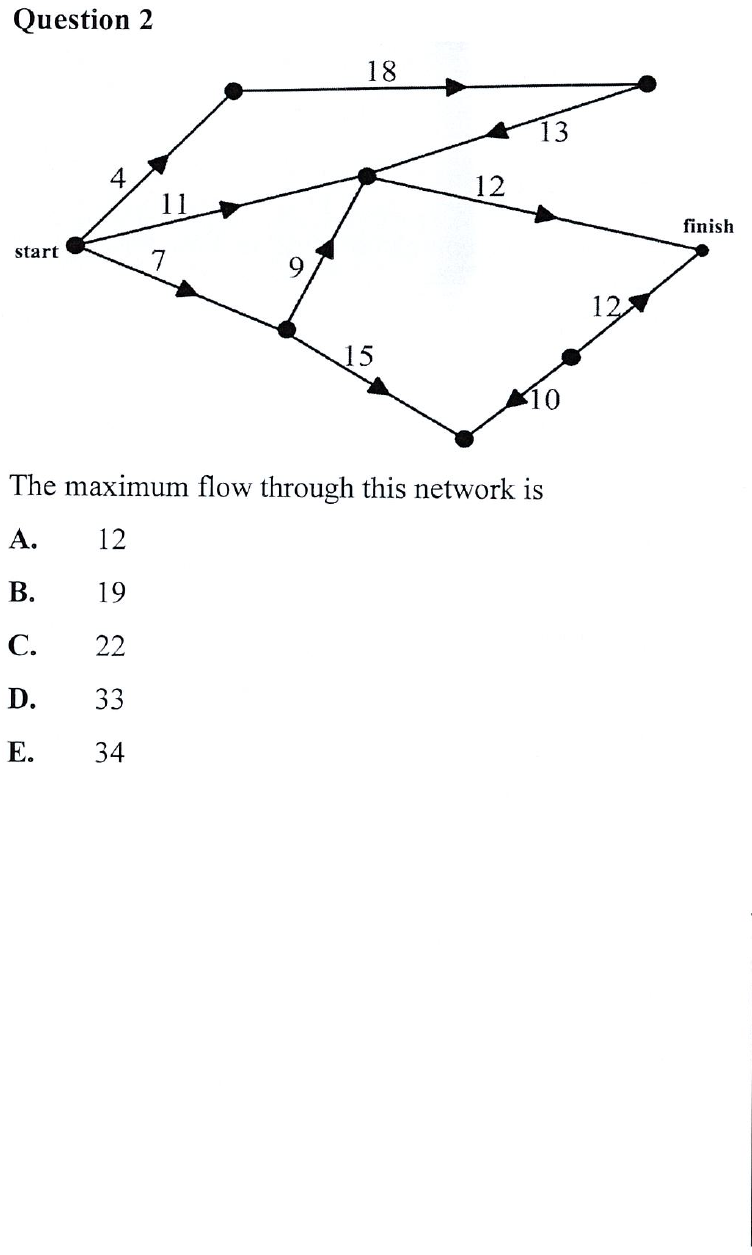 Question 2
18
13
4
11
12
finish
start
7
9
12
15
10
The maximum flow through this network is
A. 12
B. 19
C. 22
D. 33
E. 34